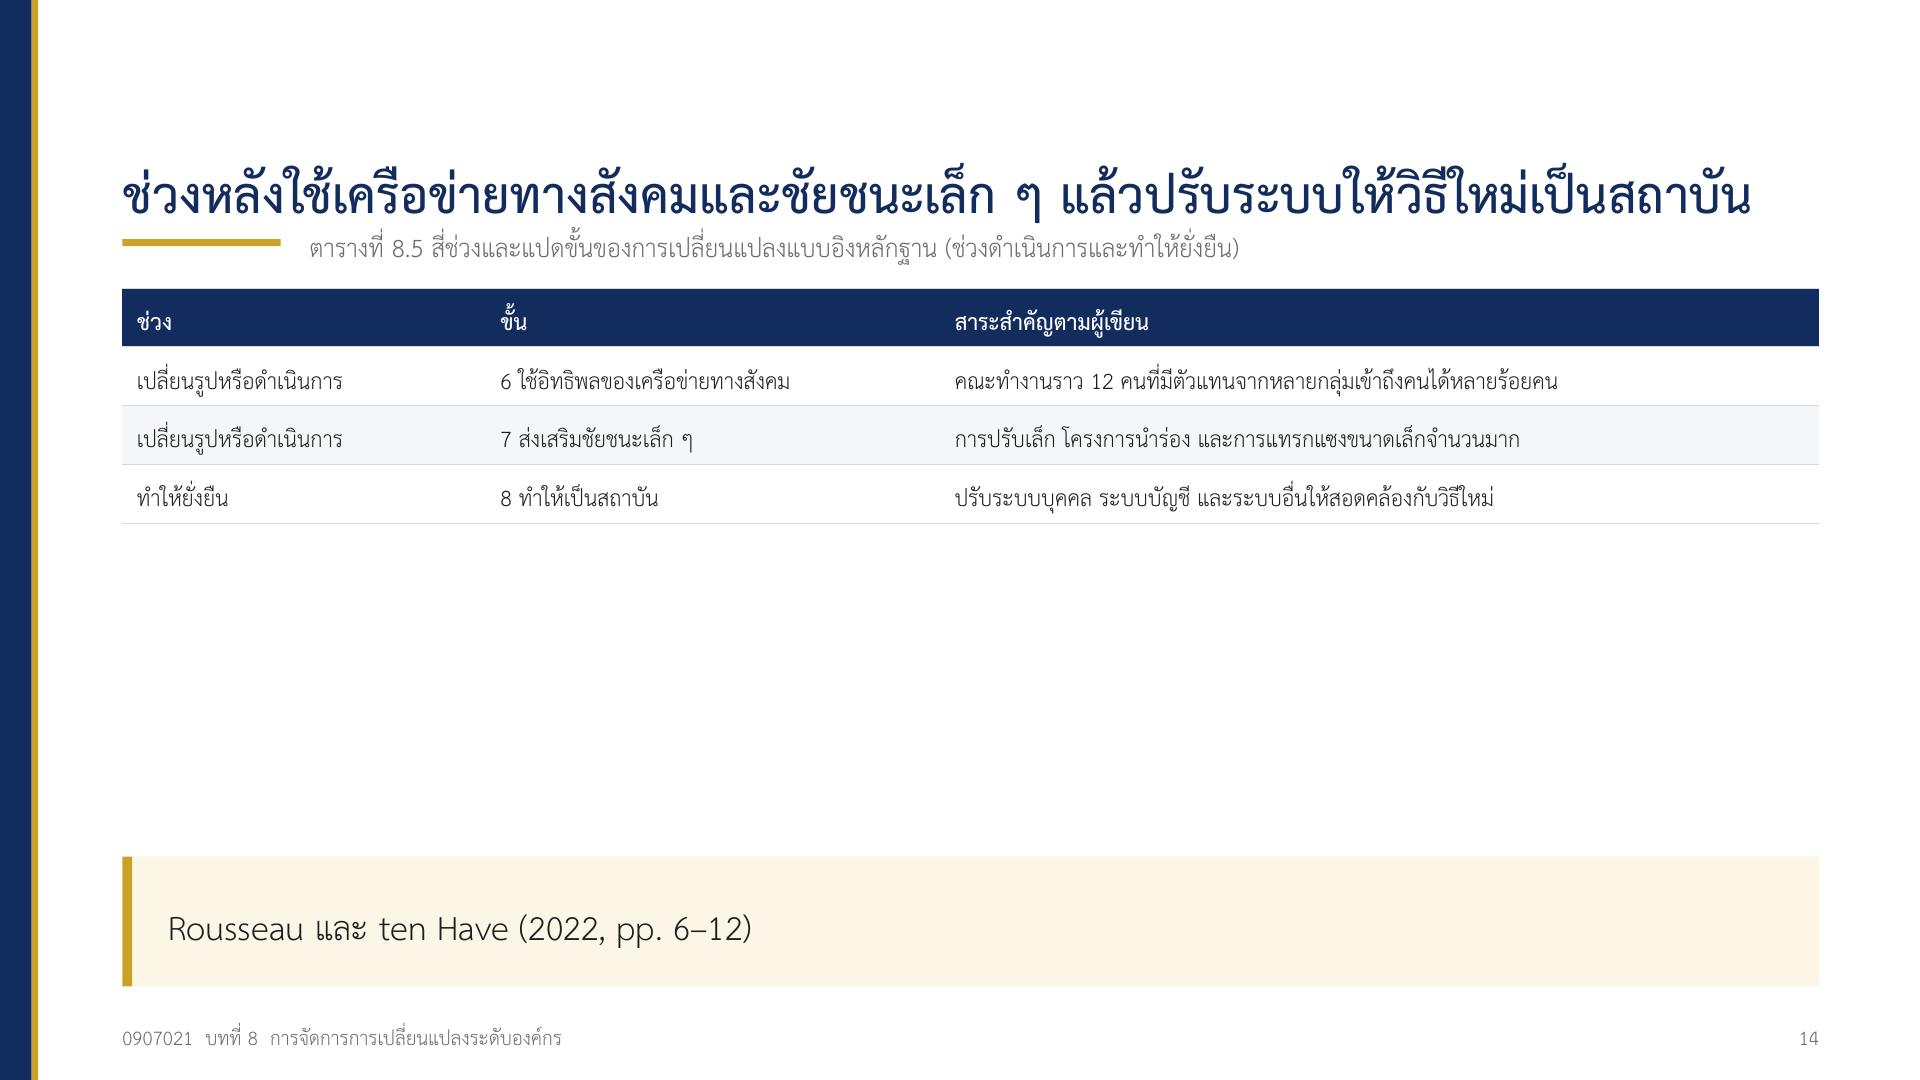 ช่วงหลังใช้เครือข่ายทางสังคมและชัยชนะเล็ก ๆ แล้วปรับระบบให้วิธีใหม่เป็นสถาบัน
ตารางที่ 8.5 สี่ช่วงและแปดขั้นของการเปลี่ยนแปลงแบบอิงหลักฐาน (ช่วงดำเนินการและทำให้ยั่งยืน)
ช่วง ขั้น สาระสำคัญตามผู้เขียน
เปลี่ยนรูปหรือดำเนินการ 6 ใช้อิทธิพลของเครือข่ายทางสังคม คณะทำงานราว 12 คนที่มีตัวแทนจากหลายกลุ่มเข้าถึงคนได้หลายร้อยคน
เปลี่ยนรูปหรือดำเนินการ 7 ส่งเสริมชัยชนะเล็ก ๆ การปรับเล็ก โครงการนำร่อง และการแทรกแซงขนาดเล็กจำนวนมาก
ทำให้ยั่งยืน 8 ทำให้เป็นสถาบัน ปรับระบบบุคคล ระบบบัญชี และระบบอื่นให้สอดคล้องกับวิธีใหม่
Rousseau และ ten Have (2022, pp. 6–12)
0907021 บทที่ 8 การจัดการการเปลี่ยนแปลงระดับองค์กร 14